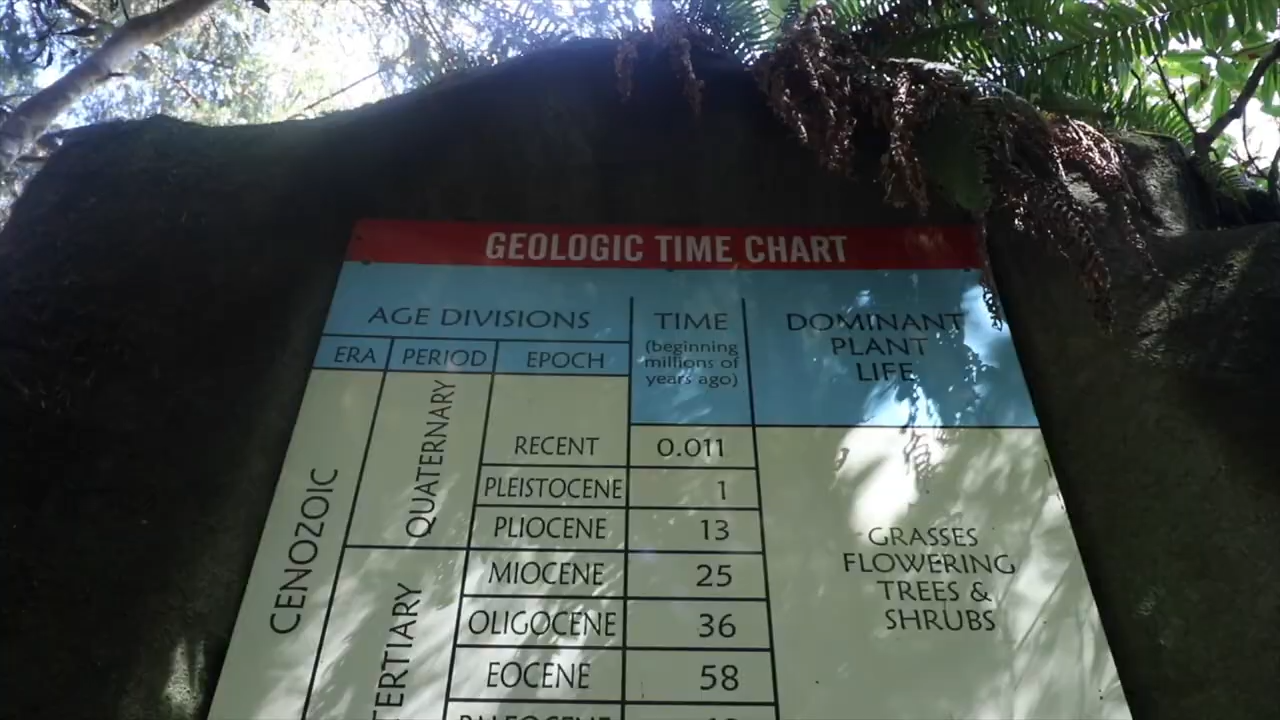 GEOLOGIC TIME CHART
AGE DIVISIONS
TIME
(beginning
millions of
years ago)
DOMINANT
PLANT
LIFE
ERA
PERIOD
EPOCH
CENOZOIC
QUATERNARY
RECENT
0.011
PLEISTOCENE
1
PLIOCENE
13
TERTIARY
MIOCENE
25
OLIGOCENE
36
EOCENE
58
GRASSES
FLOWERING
TREES &
SHRUBS